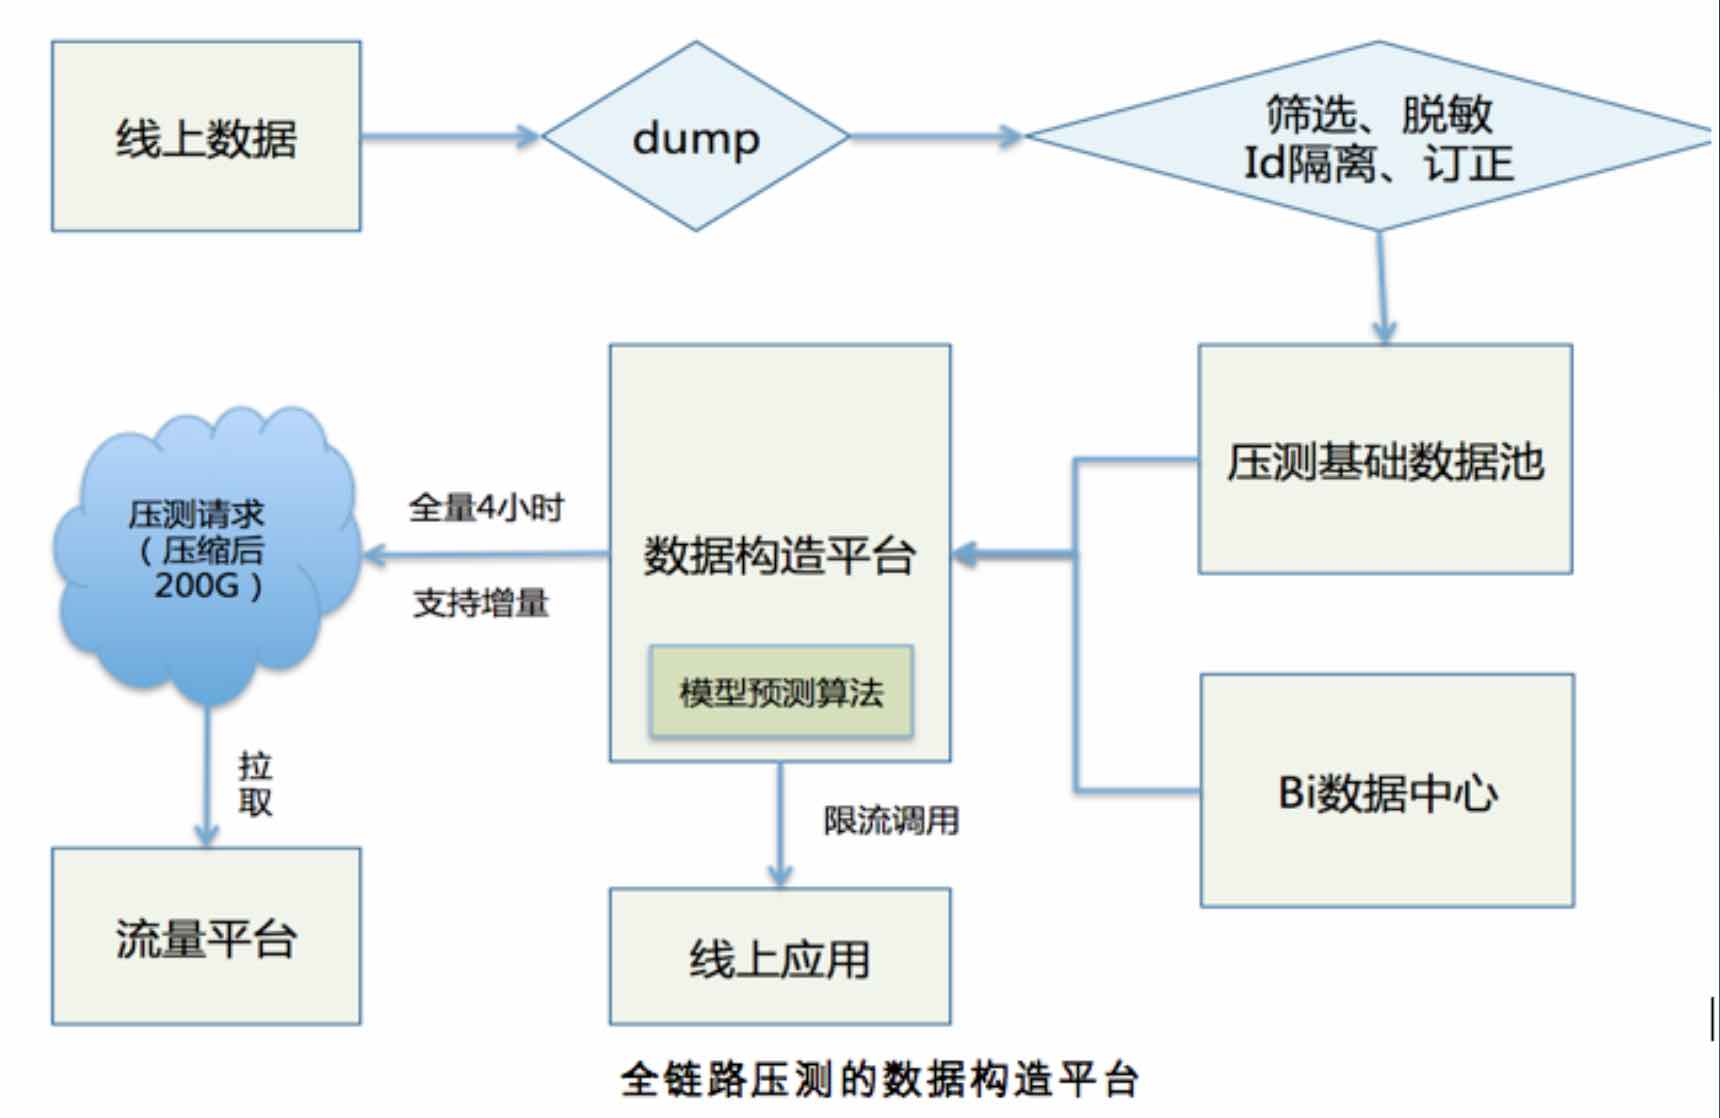 线上数据
dump
筛选、脱敏
Id隔离、订正
压测基础数据池
数据构造平台
模型预测算法
全量4小时
支持增量
压测请求
（压缩后
200G）
拉
取
流量平台
限流调用
线上应用
Bi数据中心
全链路压测的数据构造平台